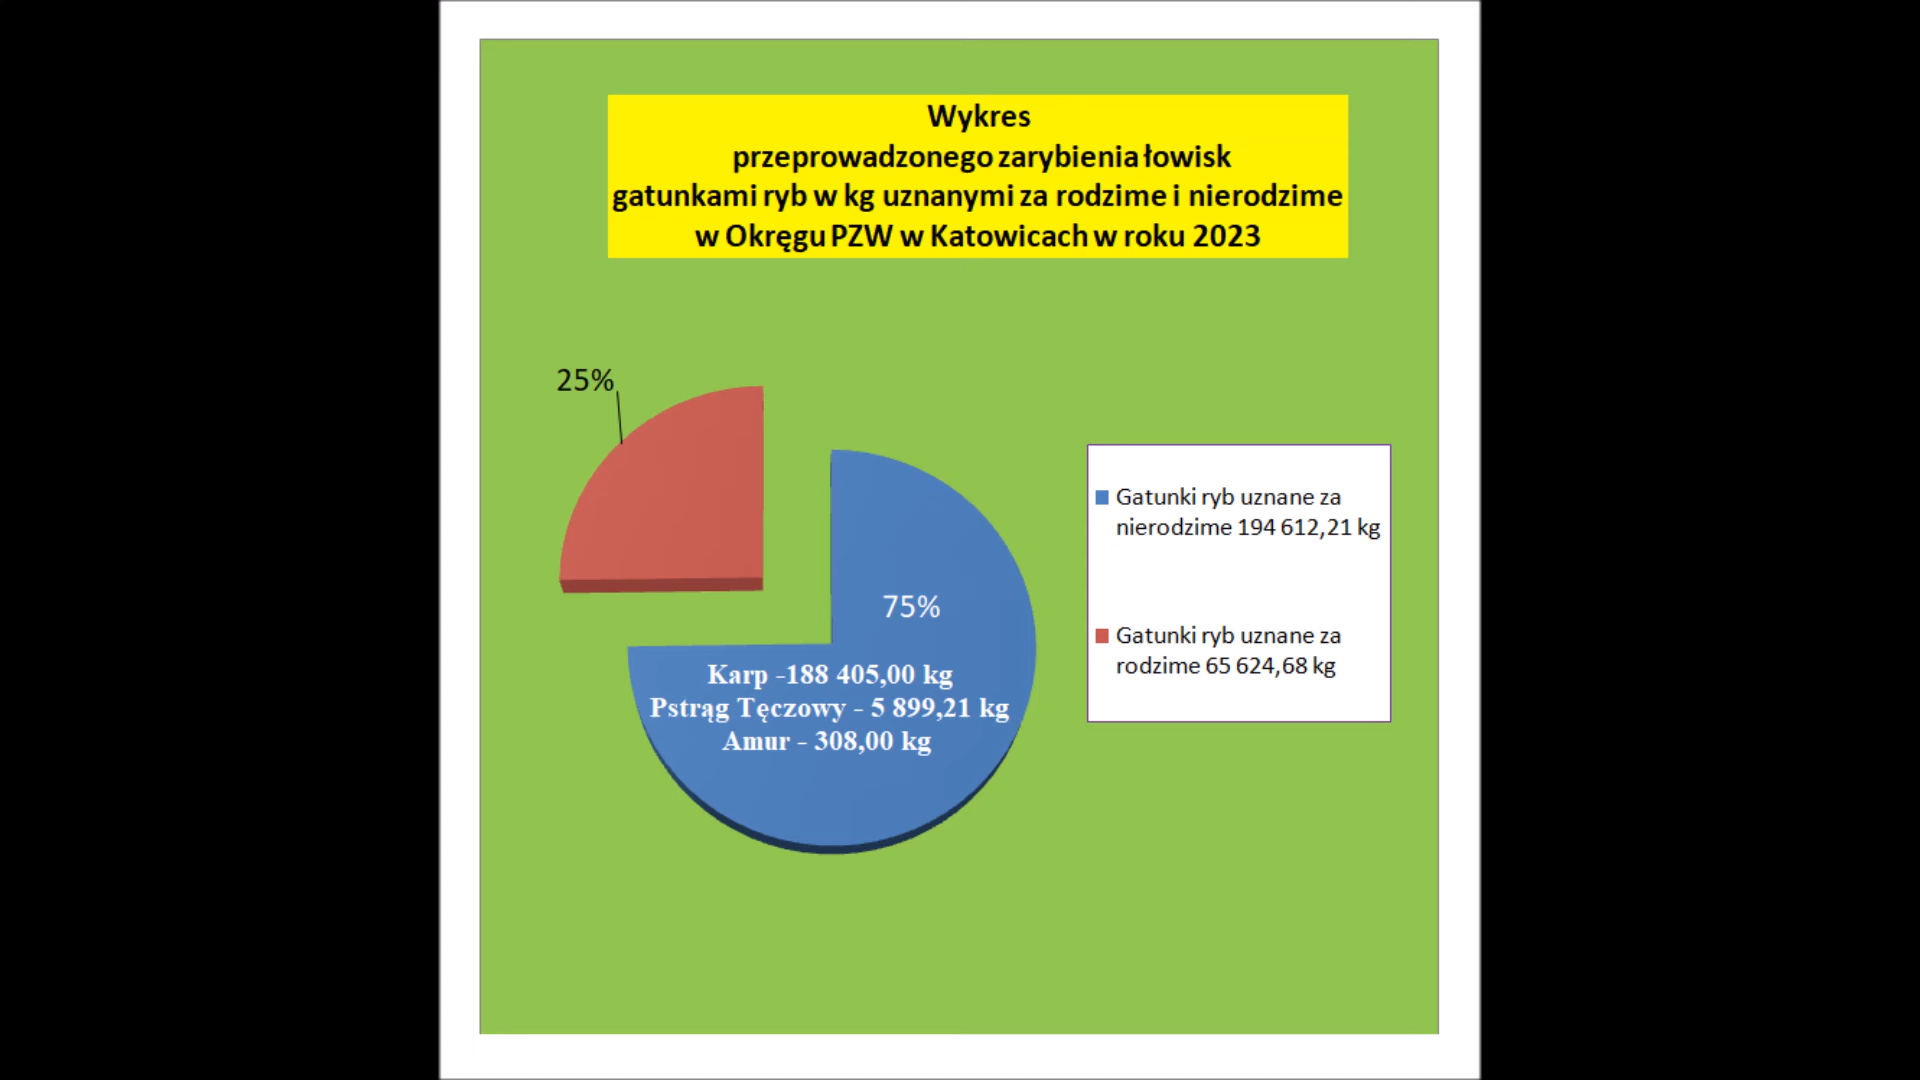 Wykres
przeprowadzonego zarybienia łowisk
gatunkami ryb w kg uznanymi za rodzime i nierodzime
w Okręgu PZW w Katowicach w roku 2023
25%
75%
Karp -188 405,00 kg
Pstrąg Tęczowy - 5 899,21 kg
Amur - 308,00 kg
Gatunki ryb uznane za
nierodzime 194 612,21 kg
Gatunki ryb uznane za
rodzime 65 624,68 kg